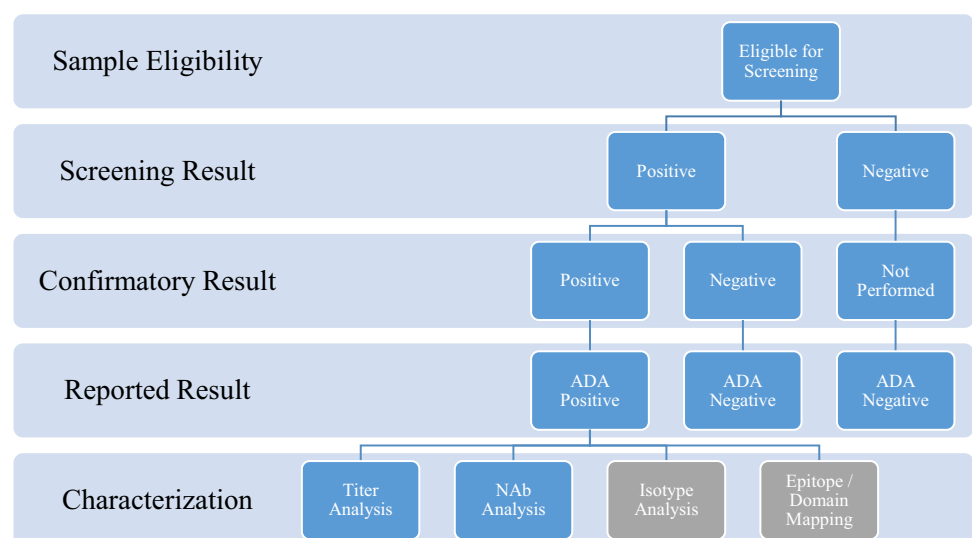 Sample Eligibility
Eligible for
Screening
Screening Result
Positive
Negative
Confirmatory Result
Positive
Negative
Not
Performed
Reported Result
ADA
Positive
ADA
Negative
ADA
Negative
Characterization
Titer
Analysis
NAb
Analysis
Isotype
Analysis
Epitope /
Domain
Mapping